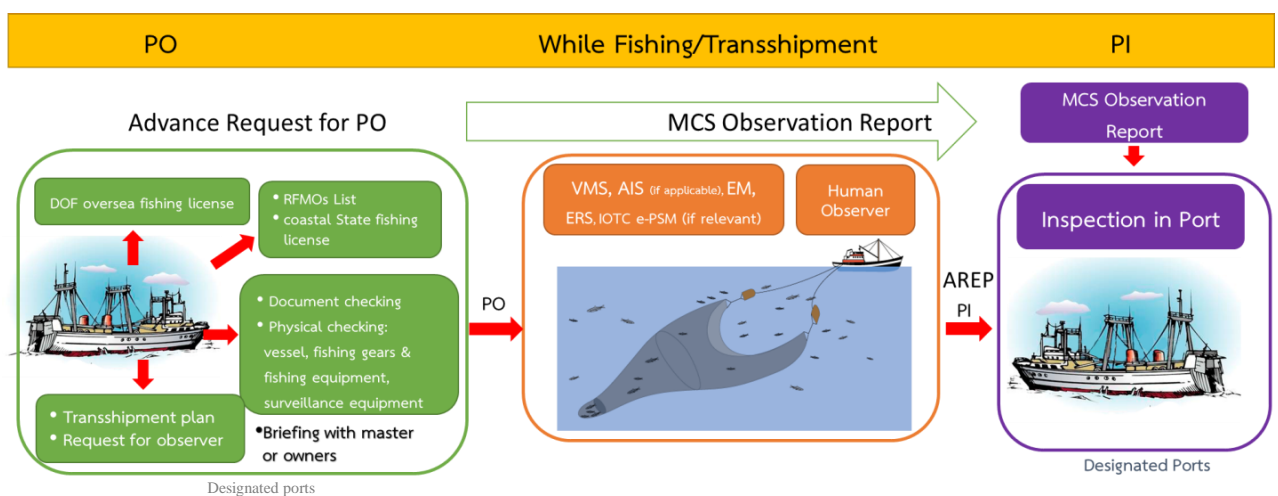 PO
While Fishing/Transshipment
PI
Advance Request for PO
DOF oversea fishing license
• RFMOs List
• coastal State fishing
license
• Document checking
• Physical checking:
vessel, fishing gears &
fishing equipment,
surveillance equipment
• Transshipment plan
• Request for observer
•Briefing with master
or owners
Designated ports
PO
MCS Observation Report
VMS, AIS (if applicable), EM,
ERS, IOTC e-PSM (if relevant)
Human
Observer
AREP
PI
MCS Observation
Report
Inspection in Port
Designated Ports